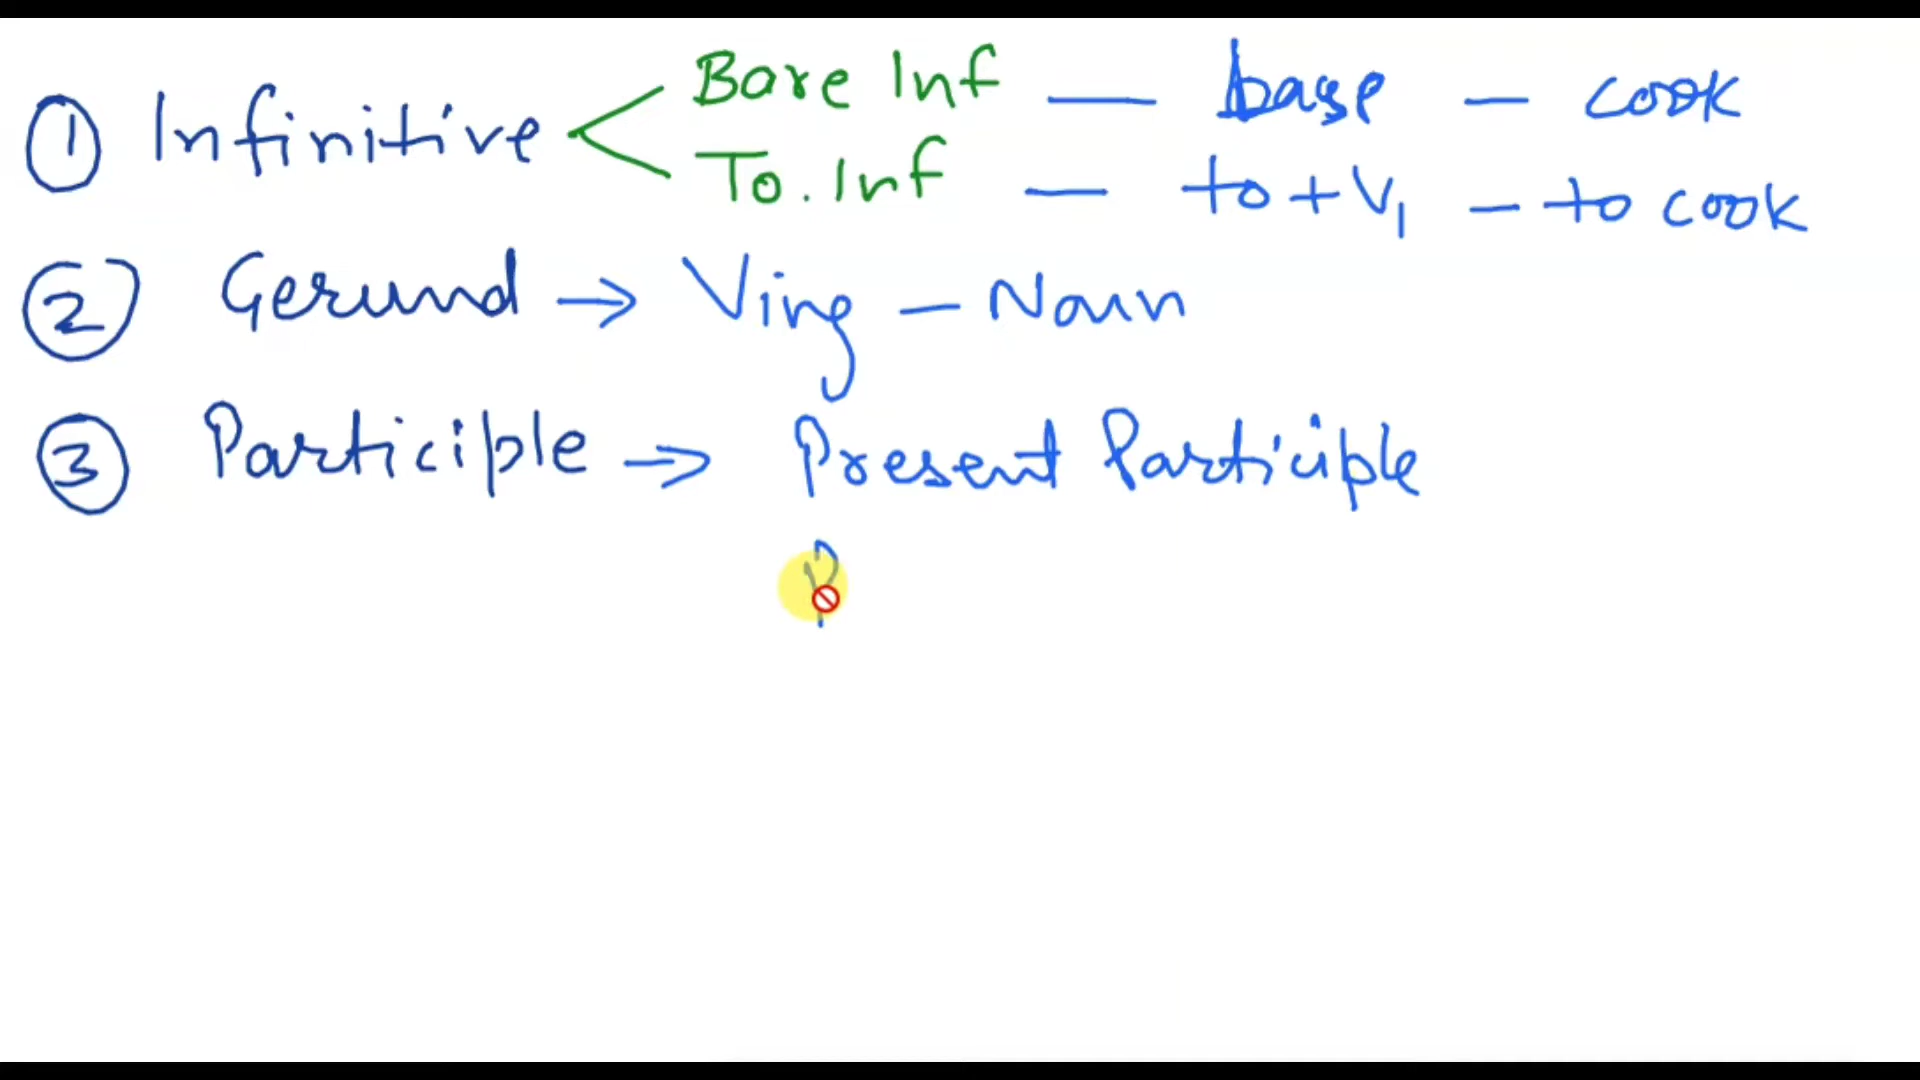 ① Infinitive < Bare Inf — base – cook
To. Inf — to + V₁ – to cook
② Gerund → Ving – Noun
③ Participle → Present Participle
P